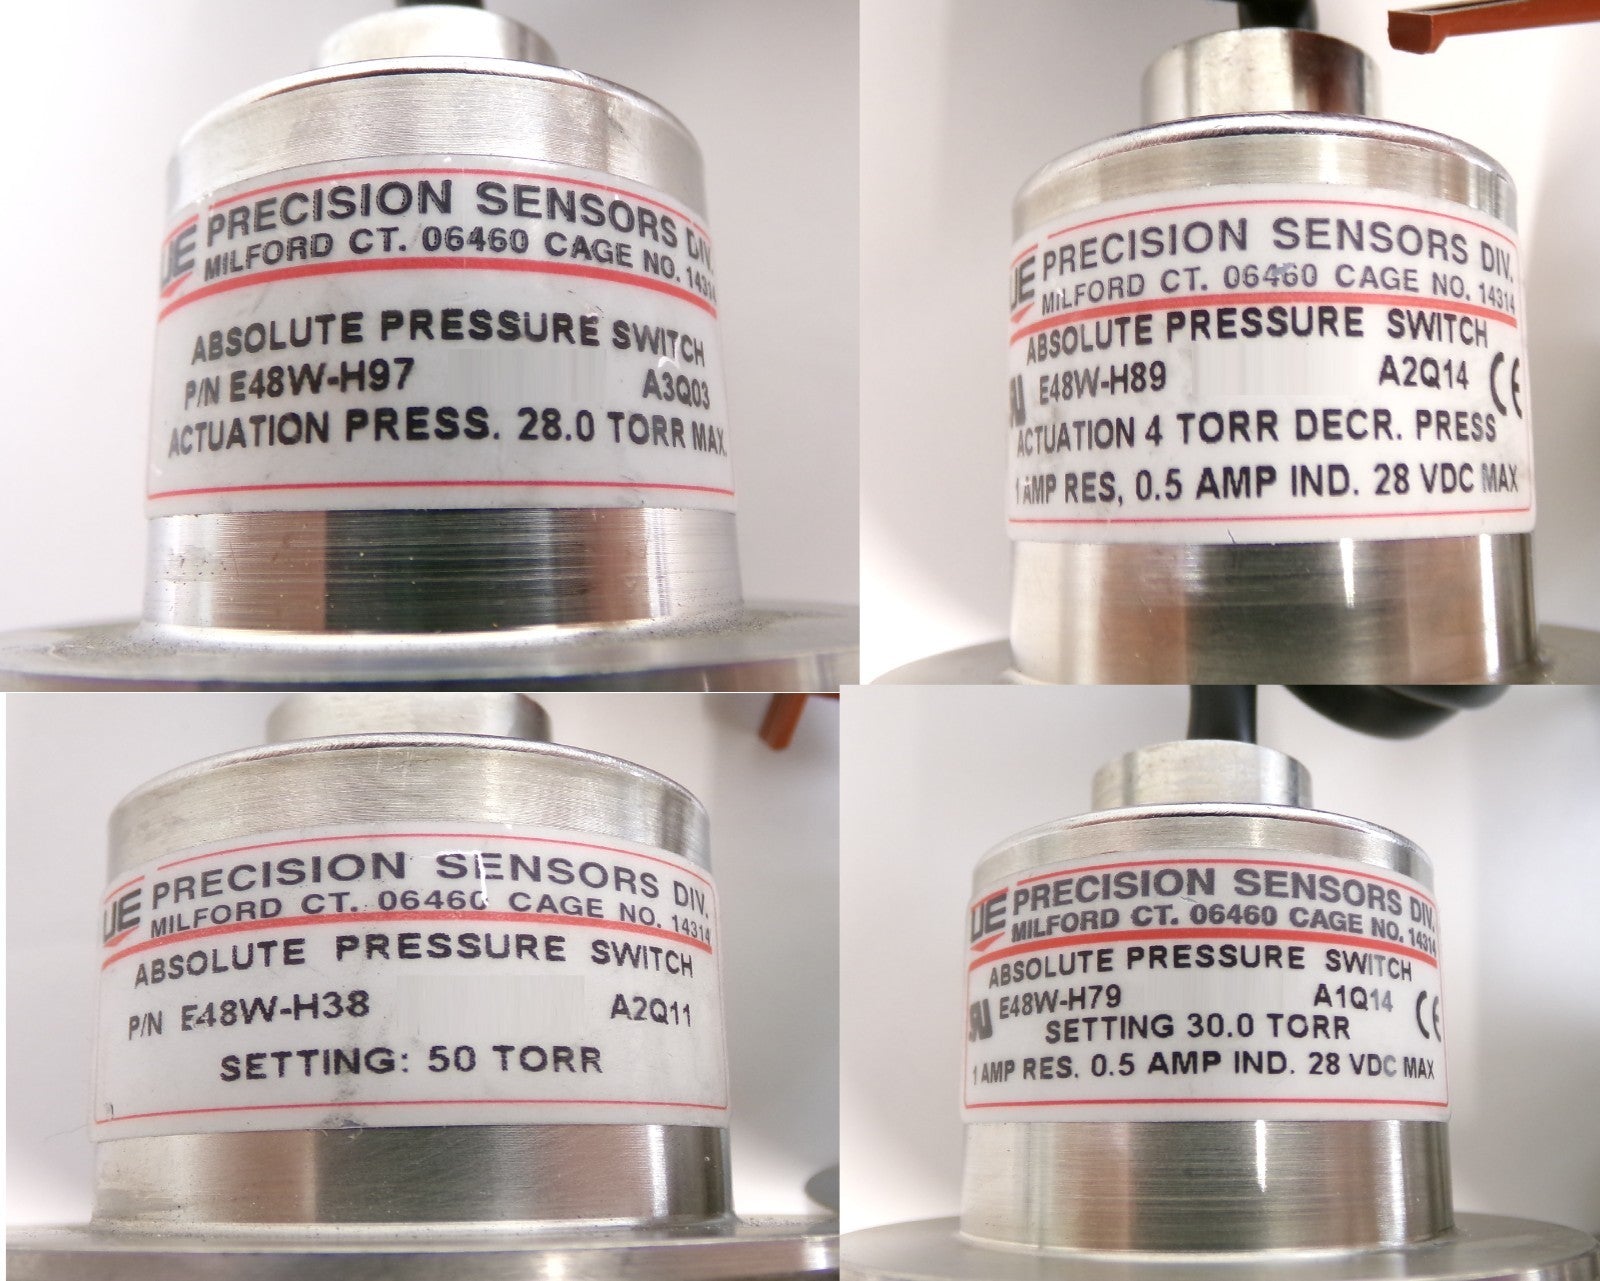 UE PRECISION SENSORS DIV.
MILFORD CT. 06460 CAGE NO. 14314
ABSOLUTE PRESSURE SWITCH
P/N E48W-H97 A3Q03
ACTUATION PRESS. 28.0 TORR MAX.
UE PRECISION SENSORS DIV.
MILFORD CT. 06460 CAGE NO. 14314
ABSOLUTE PRESSURE SWITCH
E48W-H89 A2Q14 CE
ACTUATION 4 TORR DECR. PRESS
1 AMP RES, 0.5 AMP IND. 28 VDC MAX
UE PRECISION SENSORS DIV.
MILFORD CT. 06460 CAGE NO. 14314
ABSOLUTE PRESSURE SWITCH
P/N E48W-H38 A2Q11
SETTING: 50 TORR
UE PRECISION SENSORS DIV.
MILFORD CT. 06460 CAGE NO. 14314
ABSOLUTE PRESSURE SWITCH
E48W-H79 A1Q14 CE
SETTING 30.0 TORR
1 AMP RES. 0.5 AMP IND. 28 VDC MAX